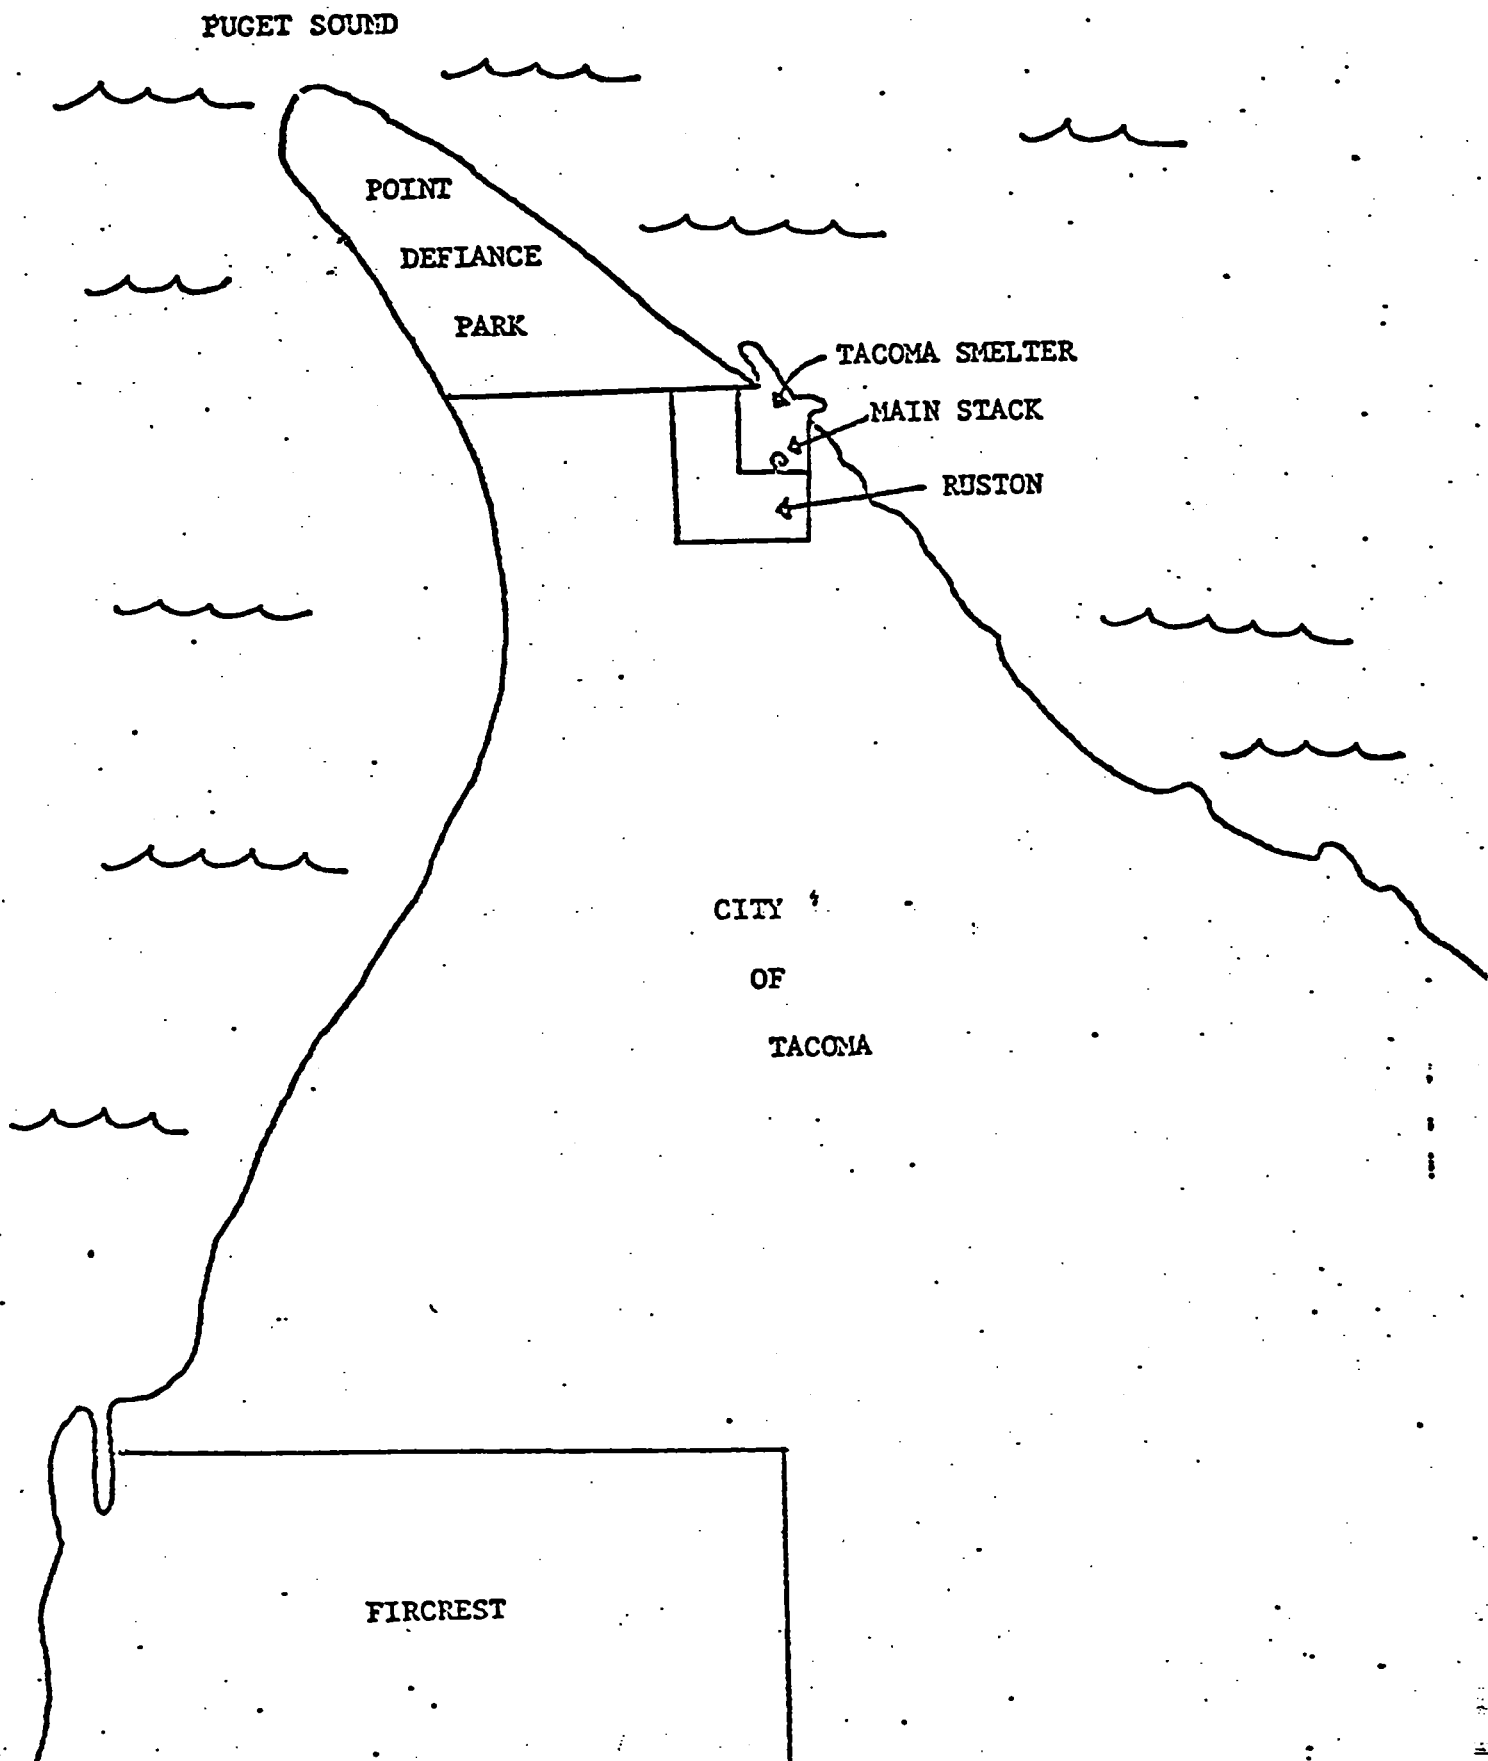 PUGET SOUND
POINT
DEFIANCE
PARK
TACOMA SMELTER
MAIN STACK
RUSTON
CITY
OF
TACOMA
FIRCREST